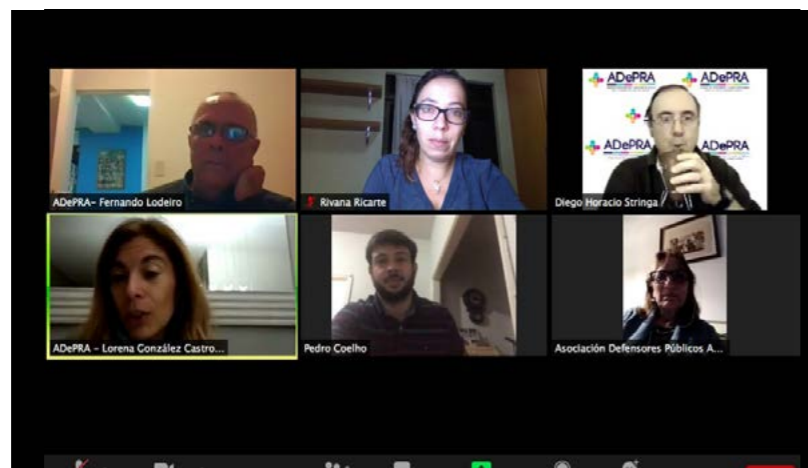 ADePRA
ADePRA
ADePRA
ADePRA
ADePRA– Fernando Lodeiro
Rivana Ricarte
Diego Horacio Stringa
ADePRA – Lorena González Castro...
Pedro Coelho
Asociación Defensores Públicos A...